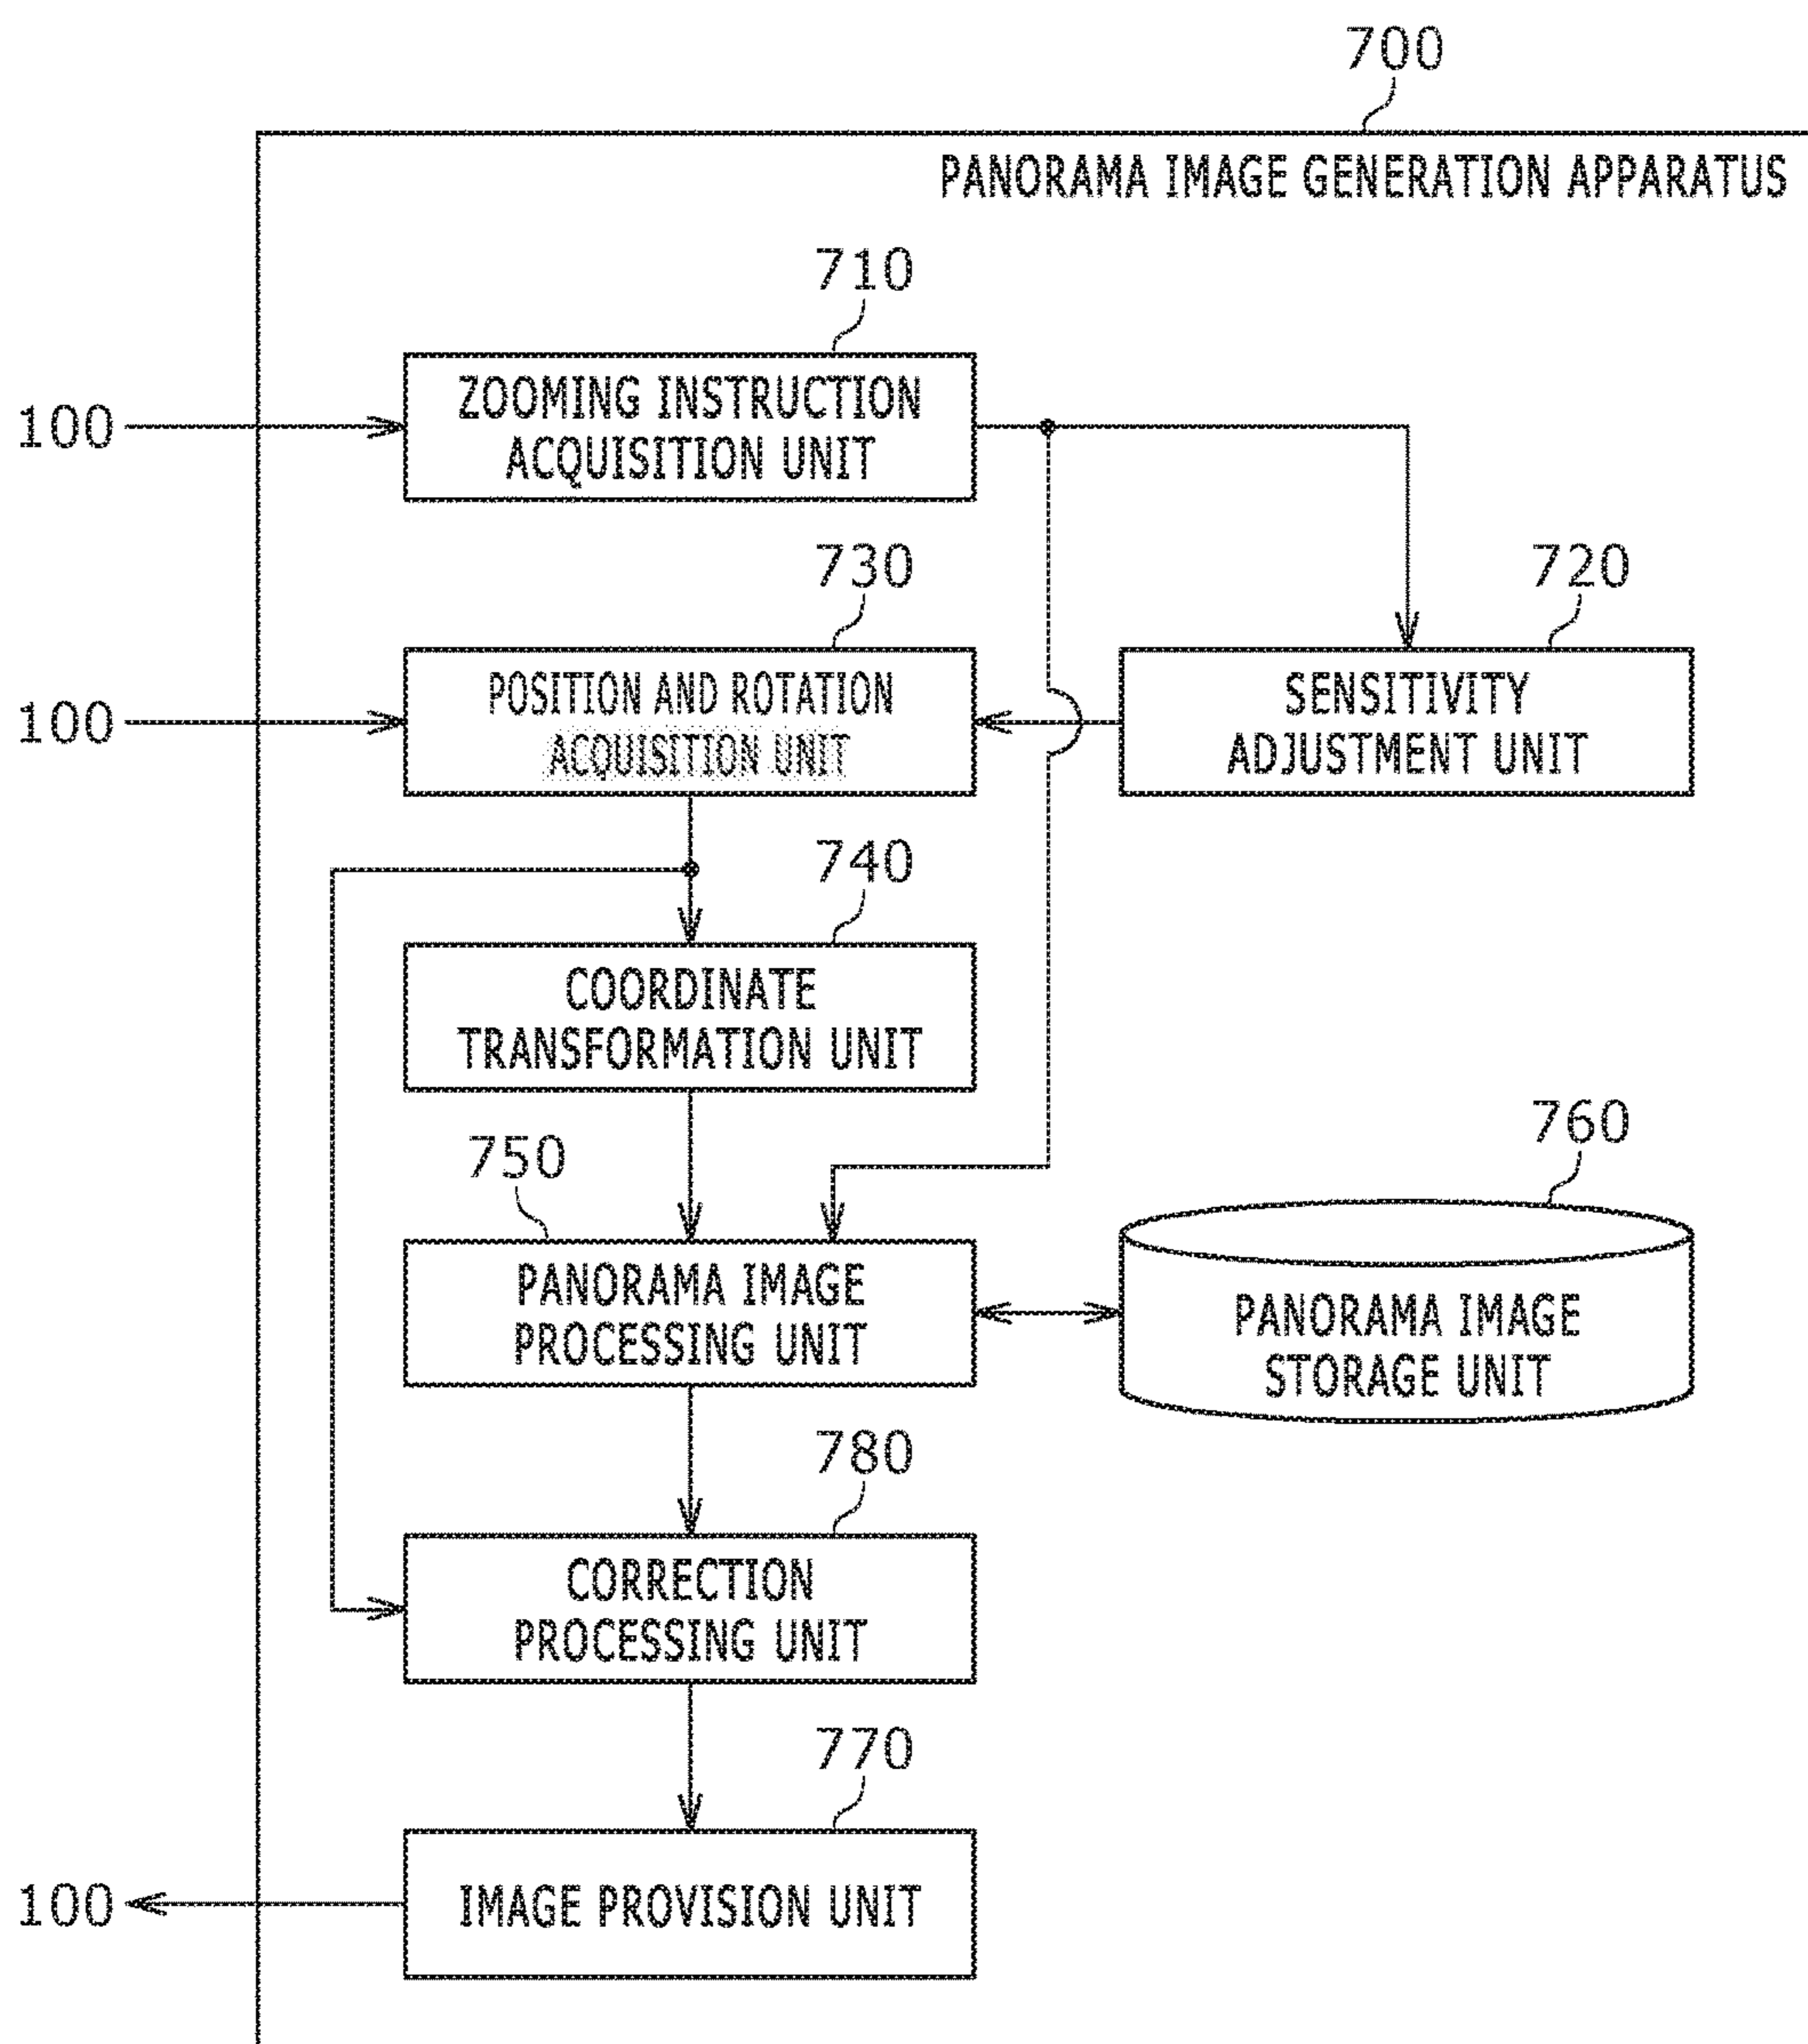 700
PANORAMA IMAGE GENERATION APPARATUS
710
100
ZOOMING INSTRUCTION
ACQUISITION UNIT
730
720
100
POSITION AND ROTATION
ACQUISITION UNIT
SENSITIVITY
ADJUSTMENT UNIT
740
COORDINATE
TRANSFORMATION UNIT
750
760
PANORAMA IMAGE
PROCESSING UNIT
PANORAMA IMAGE
STORAGE UNIT
780
CORRECTION
PROCESSING UNIT
770
100
IMAGE PROVISION UNIT